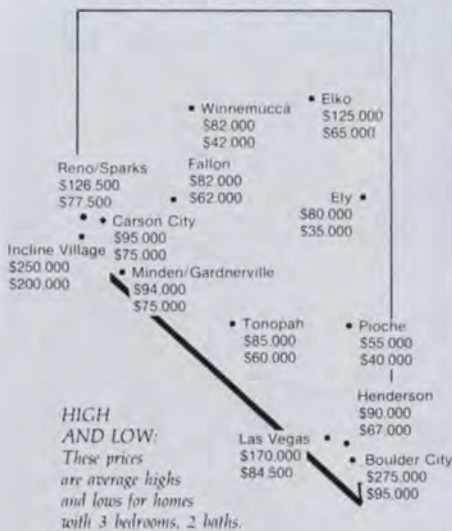 Winnemucca
$82.000
$42.000
Elko
$125.000
$65.000
Reno/Sparks
$126.500
$77.500
Fallon
$82.000
$62.000
Ely
$80.000
$35.000
Carson City
$95.000
$75.000
Incline Village
$250.000
$200.000
Minden/Gardnerville
$94.000
$75.000
Tonopah
$85.000
$60.000
Pioche
$55.000
$40.000
Henderson
$90.000
$67.000
Las Vegas
$170.000
$84.500
Boulder City
$275.000
$95.000
HIGH
AND LOW:
These prices
are average highs
and lows for homes
with 3 bedrooms, 2 baths.